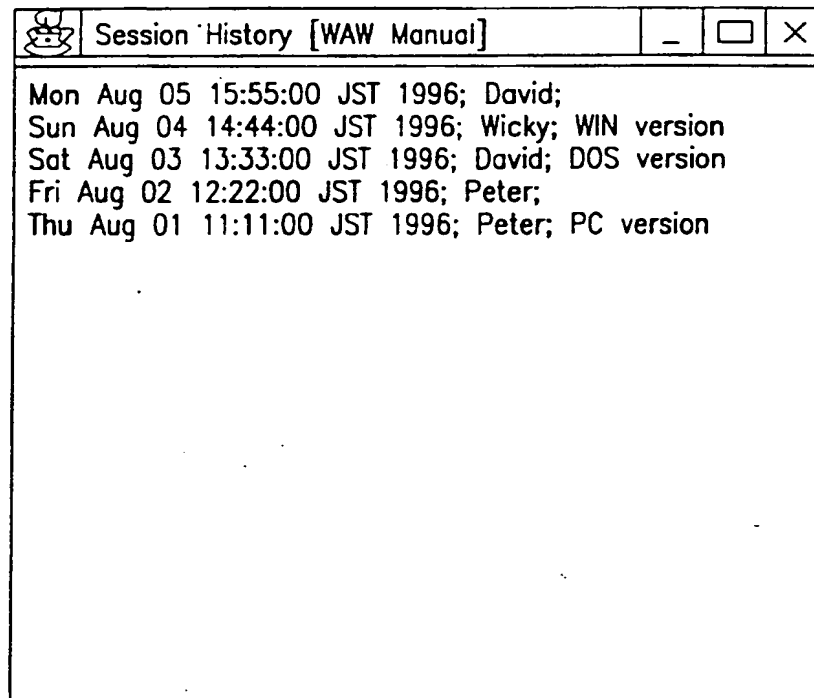 Session History [WAW Manual]
Mon Aug 05 15:55:00 JST 1996; David;
Sun Aug 04 14:44:00 JST 1996; Wicky; WIN version
Sat Aug 03 13:33:00 JST 1996; David; DOS version
Fri Aug 02 12:22:00 JST 1996; Peter;
Thu Aug 01 11:11:00 JST 1996; Peter; PC version